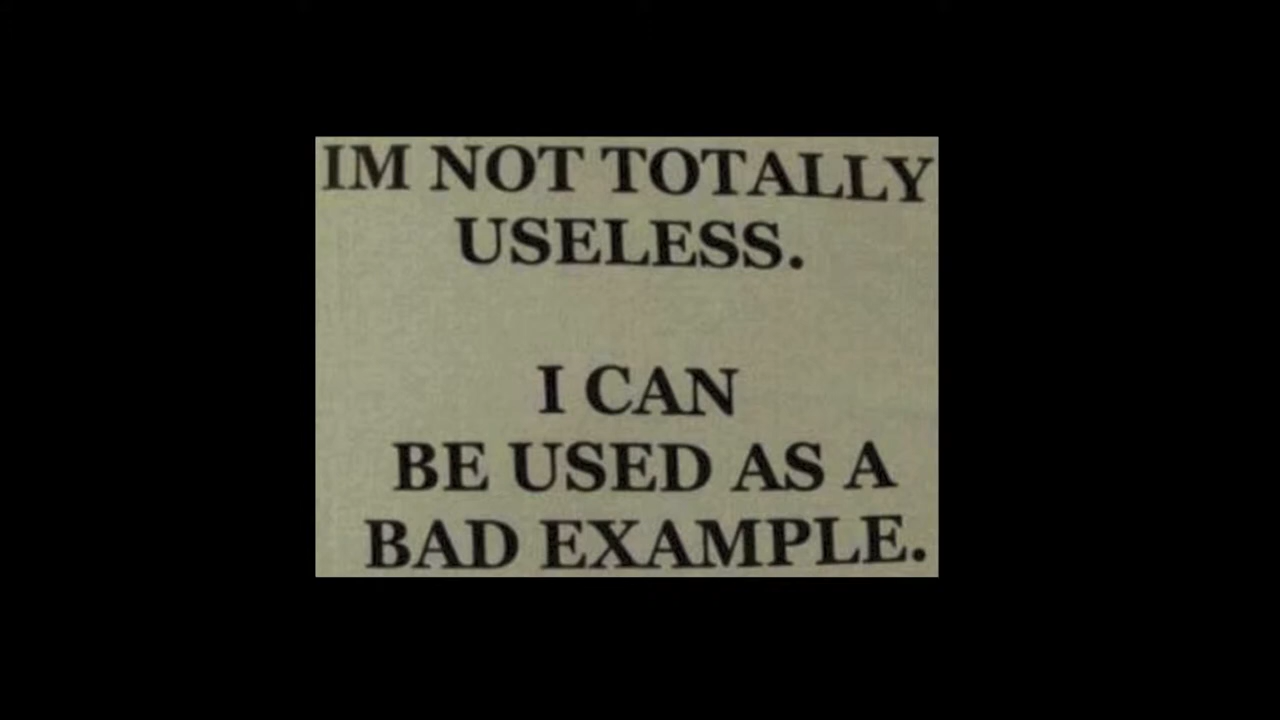 IM NOT TOTALLY
USELESS.
I CAN
BE USED AS A
BAD EXAMPLE.